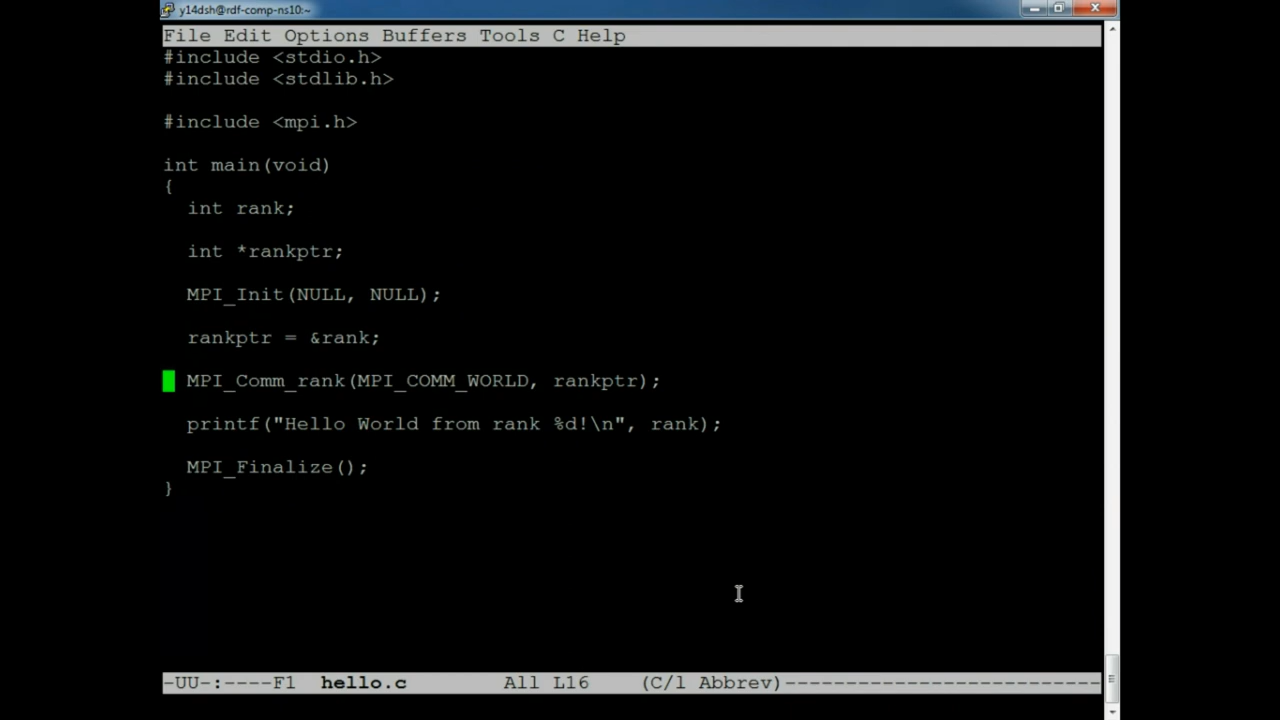 y14dsh@rdf-comp-ns10:~
File Edit Options Buffers Tools C Help
#include <stdio.h>
#include <stdlib.h>
#include <mpi.h>
int main(void)
{
int rank;
int *rankptr;
MPI_Init(NULL, NULL);
rankptr = &rank;
MPI_Comm_rank(MPI_COMM_WORLD, rankptr);
printf("Hello World from rank %d!\n", rank);
MPI_Finalize();
}
-UU-:----F1 hello.c All L16 (C/l Abbrev)--------------------------